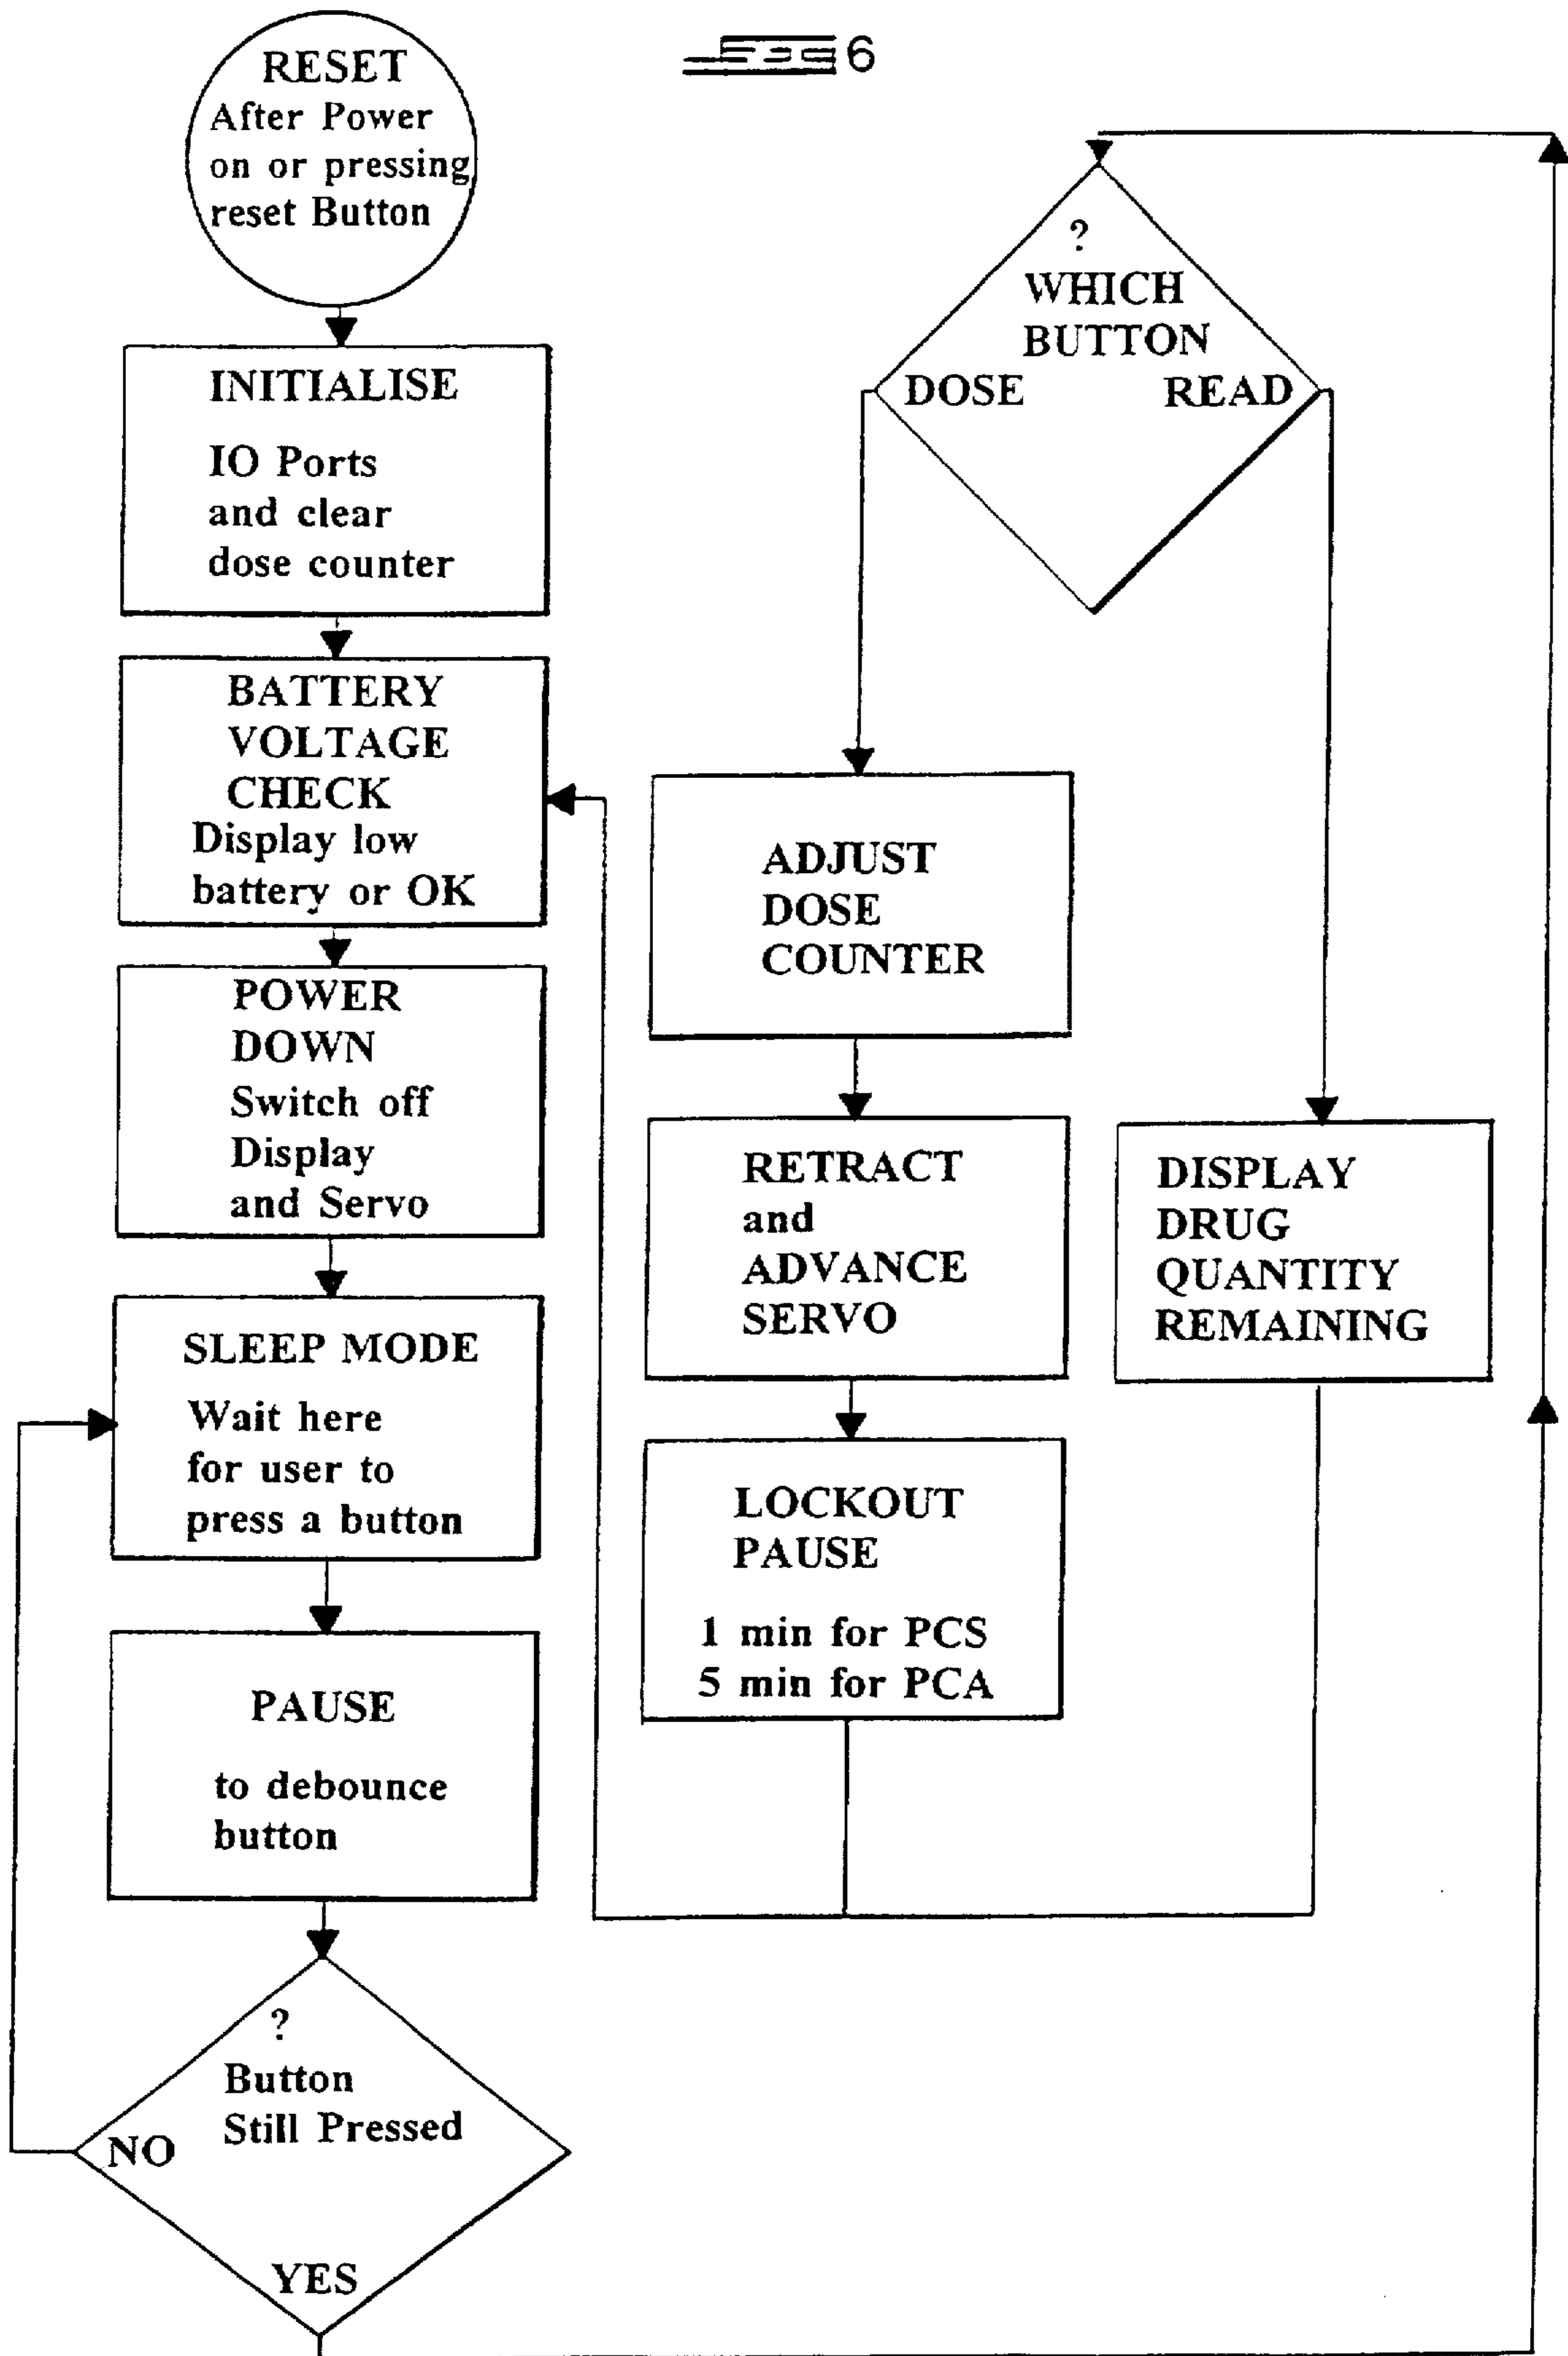 6
RESET
After Power
on or pressing
reset Button
INITIALISE
IO Ports
and clear
dose counter
BATTERY
VOLTAGE
CHECK
Display low
battery or OK
POWER
DOWN
Switch off
Display
and Servo
SLEEP MODE
Wait here
for user to
press a button
PAUSE
to debounce
button
?
Button
Still Pressed
NO
YES
?
WHICH
BUTTON
DOSE READ
ADJUST
DOSE
COUNTER
RETRACT
and
ADVANCE
SERVO
LOCKOUT
PAUSE
1 min for PCS
5 min for PCA
DISPLAY
DRUG
QUANTITY
REMAINING